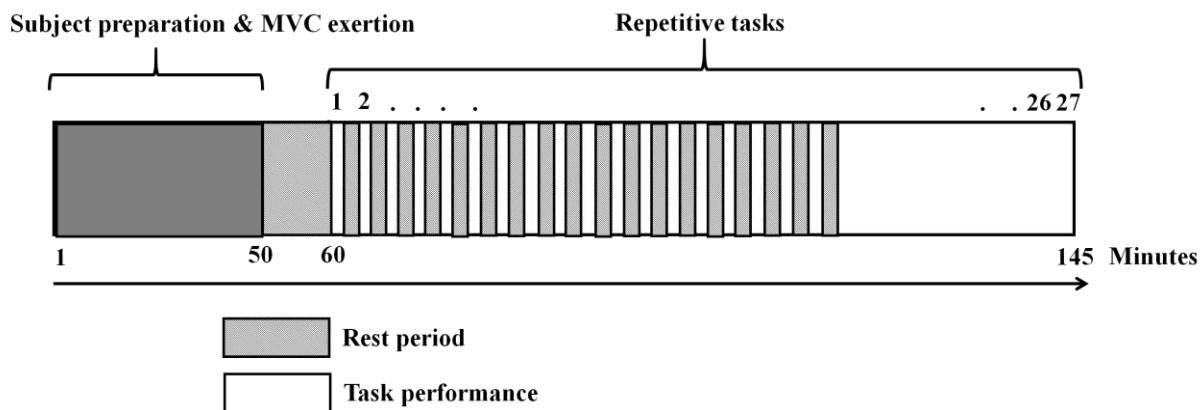 Subject preparation & MVC exertion
Repetitive tasks
1 2 . . . . . . 26 27
1 50 60 145 Minutes
Rest period
Task performance